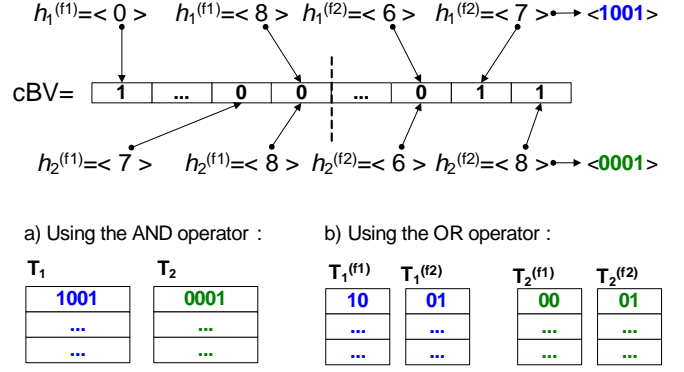 h₁⁽ᶠ¹⁾=< 0 > h₁⁽ᶠ¹⁾=< 8 > h₁⁽ᶠ²⁾=< 6 > h₁⁽ᶠ²⁾=< 7 > <1001>
cBV= 1 ... 0 0 ... 0 1 1
h₂⁽ᶠ¹⁾=< 7 > h₂⁽ᶠ¹⁾=< 8 > h₂⁽ᶠ²⁾=< 6 > h₂⁽ᶠ²⁾=< 8 > <0001>
a) Using the AND operator : b) Using the OR operator :
T₁ T₂ T₁⁽ᶠ¹⁾ T₁⁽ᶠ²⁾ T₂⁽ᶠ¹⁾ T₂⁽ᶠ²⁾
1001 0001 10 01 00 01
... ... ... ... ... ...
... ... ... ... ... ...